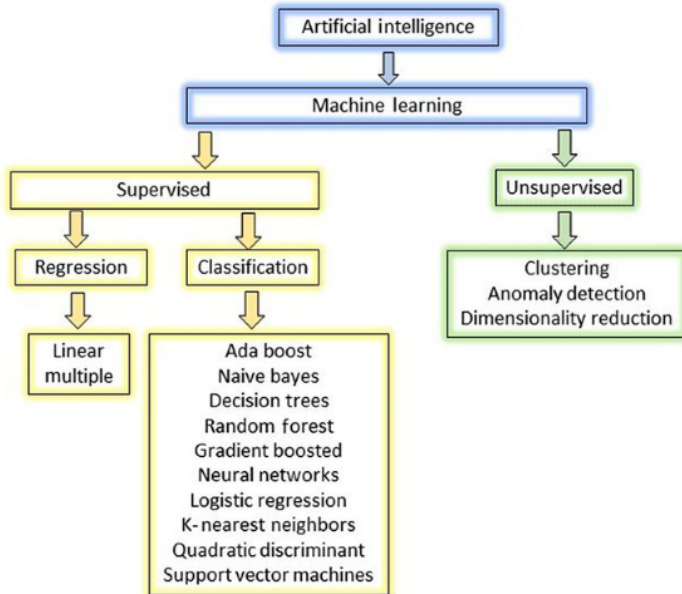 Artificial intelligence
Machine learning
Supervised
Unsupervised
Regression
Classification
Clustering
Anomaly detection
Dimensionality reduction
Linear
multiple
Ada boost
Naive bayes
Decision trees
Random forest
Gradient boosted
Neural networks
Logistic regression
K- nearest neighbors
Quadratic discriminant
Support vector machines